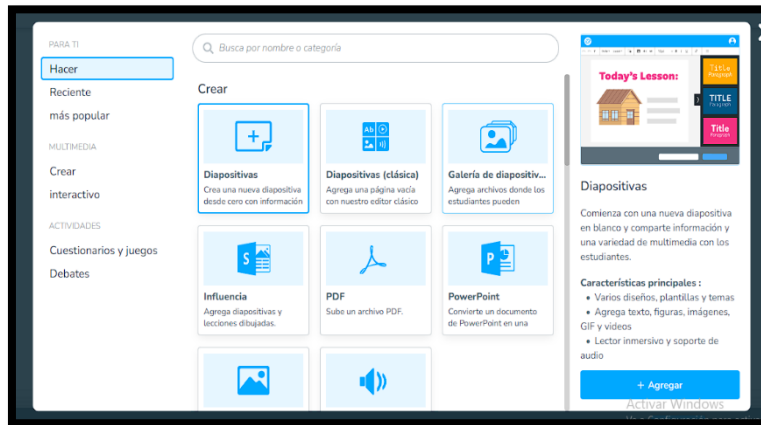 PARA TI
Hacer
Reciente
más popular
MULTIMEDIA
Crear
interactivo
ACTIVIDADES
Cuestionarios y juegos
Debates
Busca por nombre o categoría
Crear
Diapositivas
Crea una nueva diapositiva
desde cero con información
Ab
Diapositivas (clásica)
Agrega una página vacía
con nuestro editor clásico
Galería de diapositiv...
Agrega archivos donde los
estudiantes pueden
S
Influencia
Agrega diapositivas y
lecciones dibujadas.
PDF
Sube un archivo PDF.
P
PowerPoint
Convierte un documento
de PowerPoint en una
Today's Lesson:
Title
Paragraph
TITLE
Paragraph
Title
Paragraph
Diapositivas
Comienza con una nueva diapositiva
en blanco y comparte información y
una variedad de multimedia con los
estudiantes.
Características principales :
• Varios diseños, plantillas y temas
• Agrega texto, figuras, imágenes,
GIF y videos
• Lector inmersivo y soporte de
audio
+ Agregar
Activar Windows